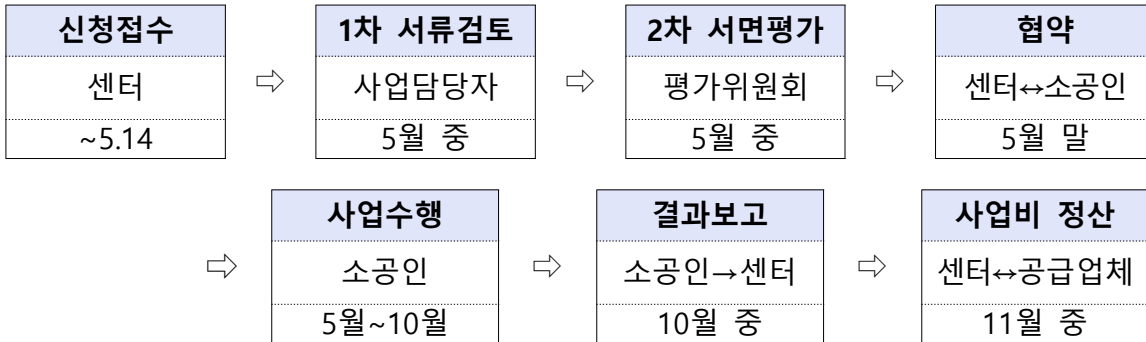 신청접수 1차 서류검토 2차 서면평가 협약
센터 ⇨ 사업담당자 ⇨ 평가위원회 ⇨ 센터↔소공인
~5.14 5월 중 5월 중 5월 말
사업수행 결과보고 사업비 정산
⇨ 소공인 ⇨ 소공인→센터 ⇨ 센터↔공급업체
5월~10월 10월 중 11월 중